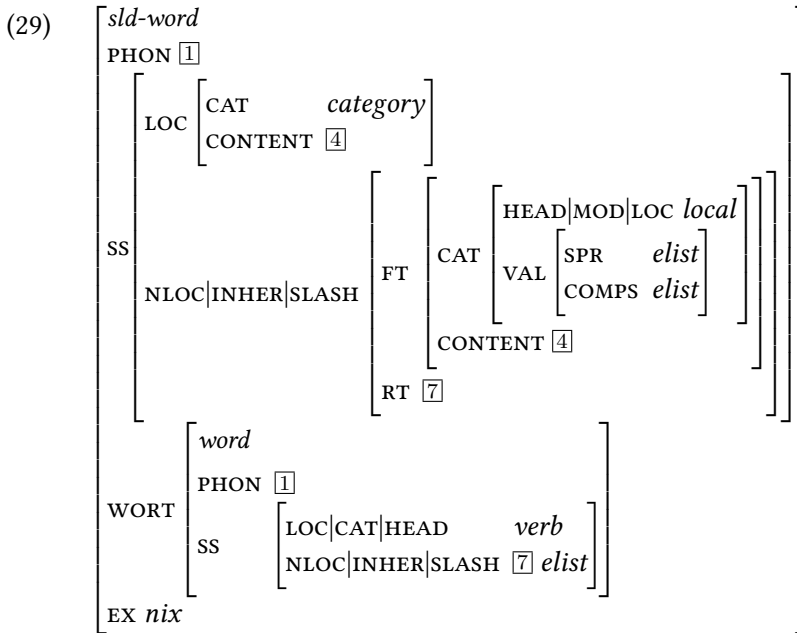 (29)
sld-word
PHON 1
SS
LOC
CAT category
CONTENT 4
NLOC|INHER|SLASH
FT
CAT
HEAD|MOD|LOC local
VAL
SPR elist
COMPS elist
CONTENT 4
RT 7
WORT
word
PHON 1
SS
LOC|CAT|HEAD verb
NLOC|INHER|SLASH 7 elist
EX nix